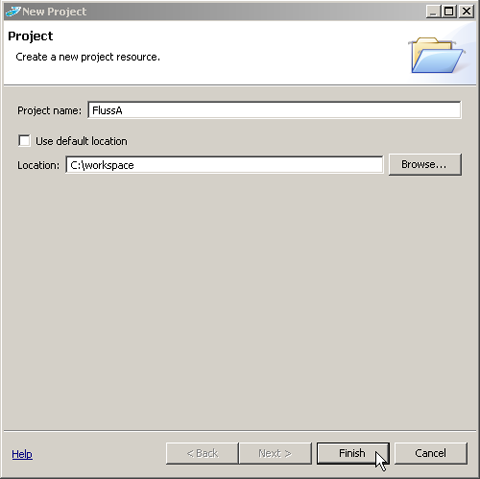 New Project
Project
Create a new project resource.
Project name: FlussA
Use default location
Location: C:\workspace Browse...
Help < Back Next > Finish Cancel